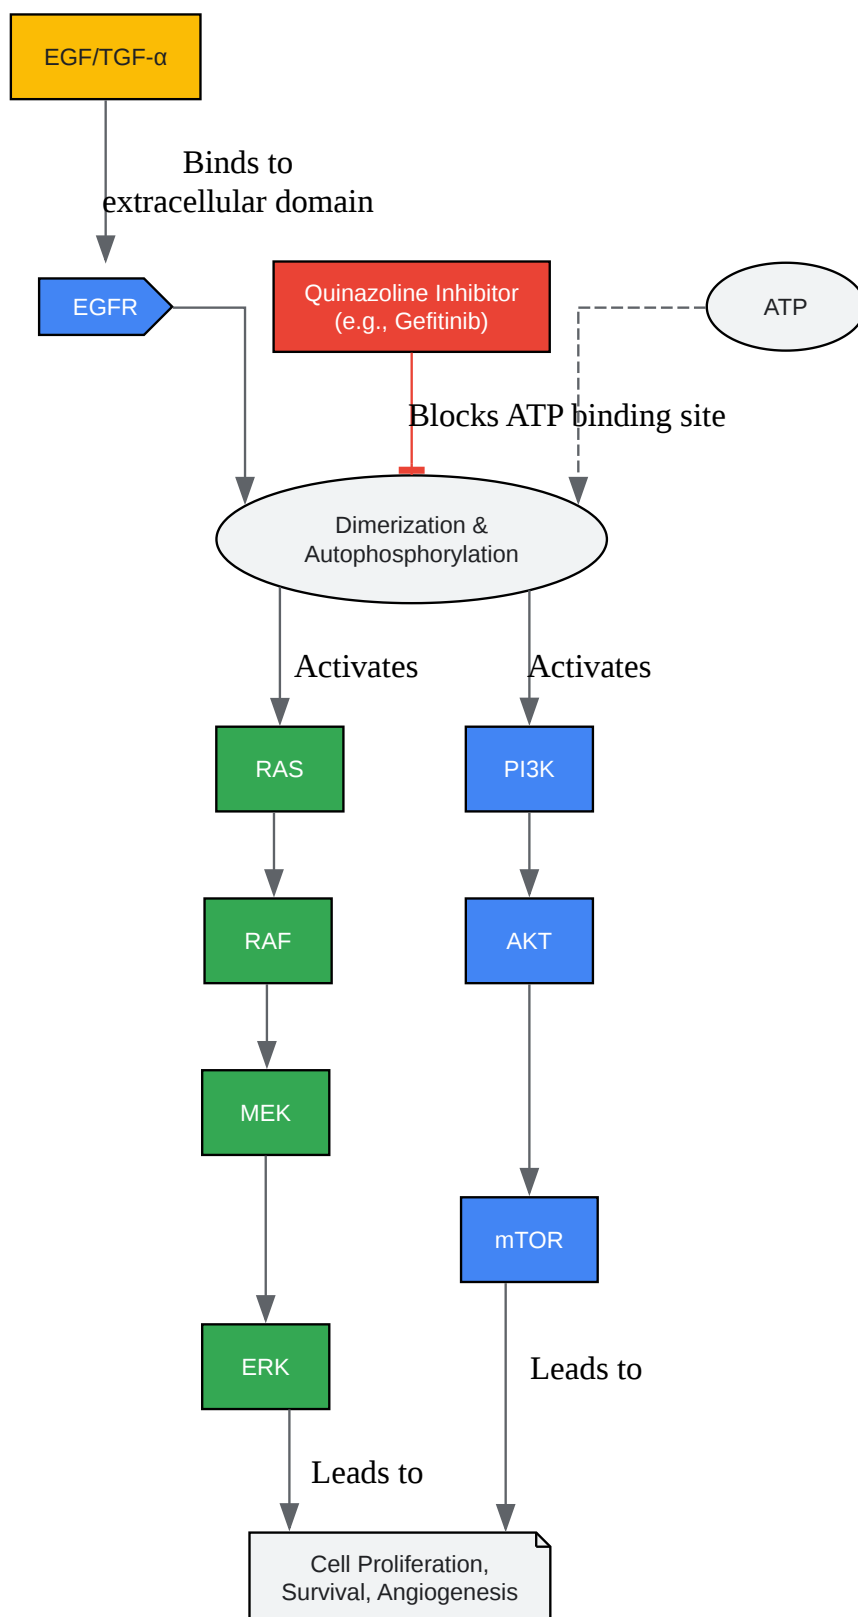 EGF/TGF-α
Binds to
extracellular domain
EGFR
Quinazoline Inhibitor
(e.g., Gefitinib)
ATP
Blocks ATP binding site
Dimerization &
Autophosphorylation
Activates
Activates
RAS
PI3K
RAF
AKT
MEK
mTOR
ERK
Leads to
Leads to
Cell Proliferation,
Survival, Angiogenesis